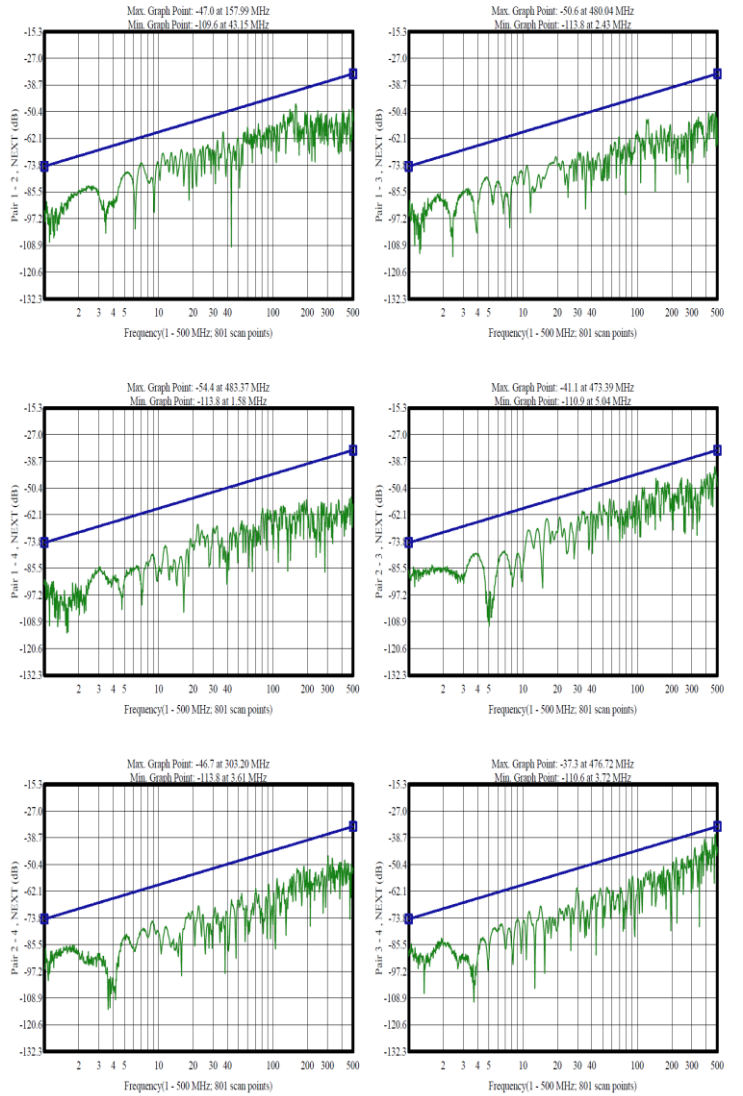 Max. Graph Point: -47.0 at 157.99 MHz
Min. Graph Point: -109.6 at 43.15 MHz
-15.3
-27.0
-38.7
-50.4
-62.1
-73.8
-85.5
-97.2
-108.9
-120.6
-132.3
Pair 1 - 2 , NEXT (dB)
2 3 4 5 10 20 30 40 100 200 300 500
Frequency(1 - 500 MHz; 801 scan points)
Max. Graph Point: -50.6 at 480.04 MHz
Min. Graph Point: -113.8 at 2.43 MHz
-15.3
-27.0
-38.7
-50.4
-62.1
-73.8
-85.5
-97.2
-108.9
-120.6
-132.3
Pair 1 - 3 , NEXT (dB)
2 3 4 5 10 20 30 40 100 200 300 500
Frequency(1 - 500 MHz; 801 scan points)
Max. Graph Point: -54.4 at 483.37 MHz
Min. Graph Point: -113.8 at 1.58 MHz
-15.3
-27.0
-38.7
-50.4
-62.1
-73.8
-85.5
-97.2
-108.9
-120.6
-132.3
Pair 1 - 4 , NEXT (dB)
2 3 4 5 10 20 30 40 100 200 300 500
Frequency(1 - 500 MHz; 801 scan points)
Max. Graph Point: -41.1 at 473.39 MHz
Min. Graph Point: -110.9 at 5.04 MHz
-15.3
-27.0
-38.7
-50.4
-62.1
-73.8
-85.5
-97.2
-108.9
-120.6
-132.3
Pair 2 - 3 , NEXT (dB)
2 3 4 5 10 20 30 40 100 200 300 500
Frequency(1 - 500 MHz; 801 scan points)
Max. Graph Point: -46.7 at 303.20 MHz
Min. Graph Point: -113.8 at 3.61 MHz
-15.3
-27.0
-38.7
-50.4
-62.1
-73.8
-85.5
-97.2
-108.9
-120.6
-132.3
Pair 2 - 4 , NEXT (dB)
2 3 4 5 10 20 30 40 100 200 300 500
Frequency(1 - 500 MHz; 801 scan points)
Max. Graph Point: -37.3 at 476.72 MHz
Min. Graph Point: -110.6 at 3.72 MHz
-15.3
-27.0
-38.7
-50.4
-62.1
-73.8
-85.5
-97.2
-108.9
-120.6
-132.3
Pair 3 - 4 , NEXT (dB)
2 3 4 5 10 20 30 40 100 200 300 500
Frequency(1 - 500 MHz; 801 scan points)